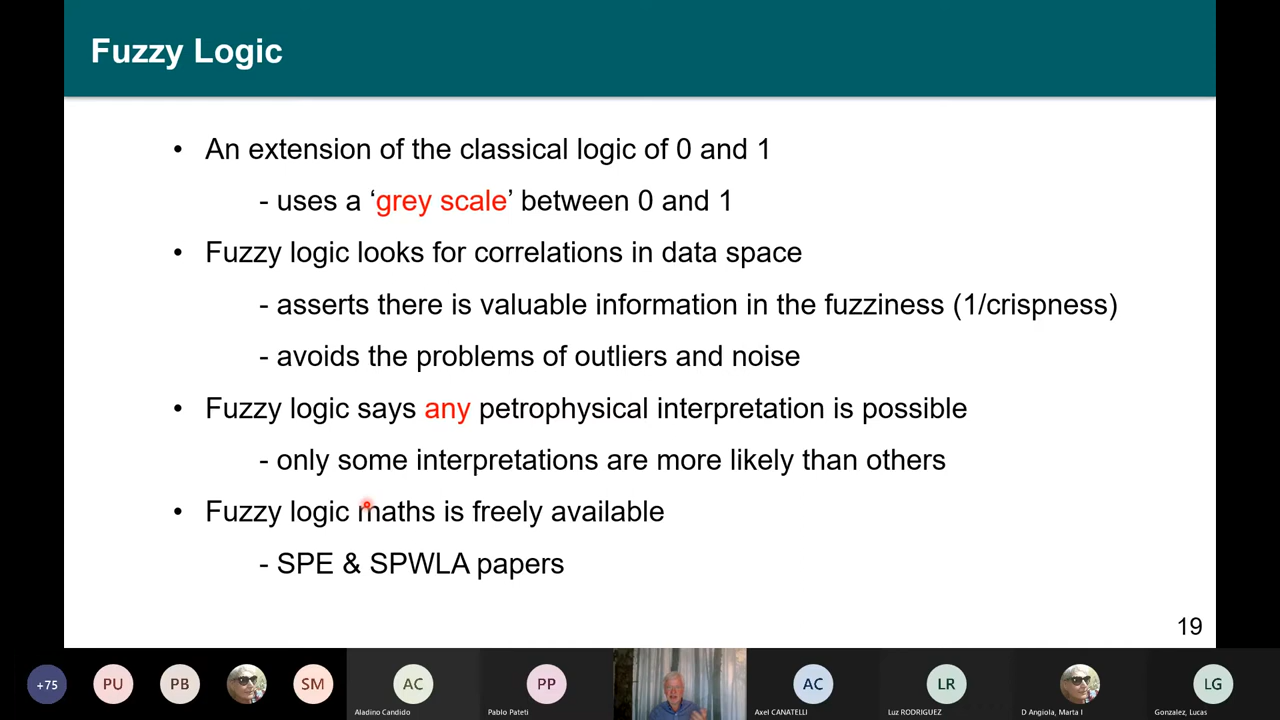 Fuzzy Logic
• An extension of the classical logic of 0 and 1
- uses a ‘grey scale’ between 0 and 1
• Fuzzy logic looks for correlations in data space
- asserts there is valuable information in the fuzziness (1/crispness)
- avoids the problems of outliers and noise
• Fuzzy logic says any petrophysical interpretation is possible
- only some interpretations are more likely than others
• Fuzzy logic maths is freely available
- SPE & SPWLA papers
19
+75 PU PB SM AC PP AC LR LG
Aladino Candido Pablo Pateti Axel CANATELLI Luz RODRIGUEZ D Angiola, Marta I Gonzalez, Lucas